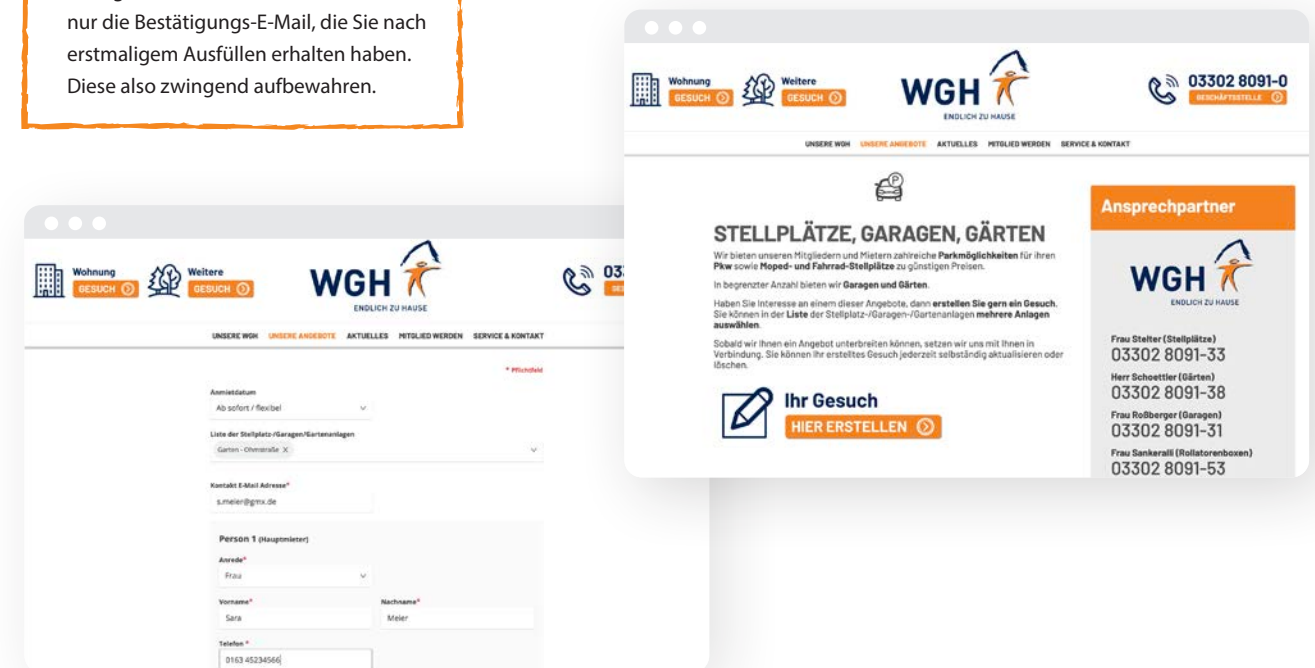 nur die Bestätigungs-E-Mail, die Sie nach
erstmaligem Ausfüllen erhalten haben.
Diese also zwingend aufbewahren.
Wohnung
GESUCH
Weitere
GESUCH
WGH
ENDLICH ZU HAUSE
03302 8091-0
GESCHÄFTSSTELLE
UNSERE WGH UNSERE ANGEBOTE AKTUELLES MITGLIED WERDEN SERVICE & KONTAKT
STELLPLÄTZE, GARAGEN, GÄRTEN
Wir bieten unseren Mitgliedern und Mietern zahlreiche Parkmöglichkeiten für ihren
Pkw sowie Moped- und Fahrrad-Stellplätze zu günstigen Preisen.
In begrenzter Anzahl bieten wir Garagen und Gärten.
Haben Sie Interesse an einem dieser Angebote, dann erstellen Sie gern ein Gesuch.
Sie können in der Liste der Stellplatz-/Garagen-/Gartenanlagen mehrere Anlagen
auswählen.
Sobald wir Ihnen ein Angebot unterbreiten können, setzen wir uns mit Ihnen in
Verbindung. Sie können Ihr erstelltes Gesuch jederzeit selbständig aktualisieren oder
löschen.
Ihr Gesuch
HIER ERSTELLEN
Ansprechpartner
WGH
ENDLICH ZU HAUSE
Frau Stelter (Stellplätze)
03302 8091-33
Herr Schoettler (Gärten)
03302 8091-38
Frau Roßberger (Garagen)
03302 8091-31
Frau Sankeralli (Rollatorenboxen)
03302 8091-53
Wohnung
GESUCH
Weitere
GESUCH
WGH
ENDLICH ZU HAUSE
UNSERE WGH UNSERE ANGEBOTE AKTUELLES MITGLIED WERDEN SERVICE & KONTAKT
* Pflichtfeld
Anmietdatum
Ab sofort / flexibel
Liste der Stellplatz-/Garagen/Gartenanlagen
Garten - Ohmstraße X
Kontakt E-Mail Adresse*
s.meier@gmx.de
Person 1 (Hauptmieter)
Anrede*
Frau
Vorname*
Nachname*
Sara
Meier
Telefon *
0163 45234566